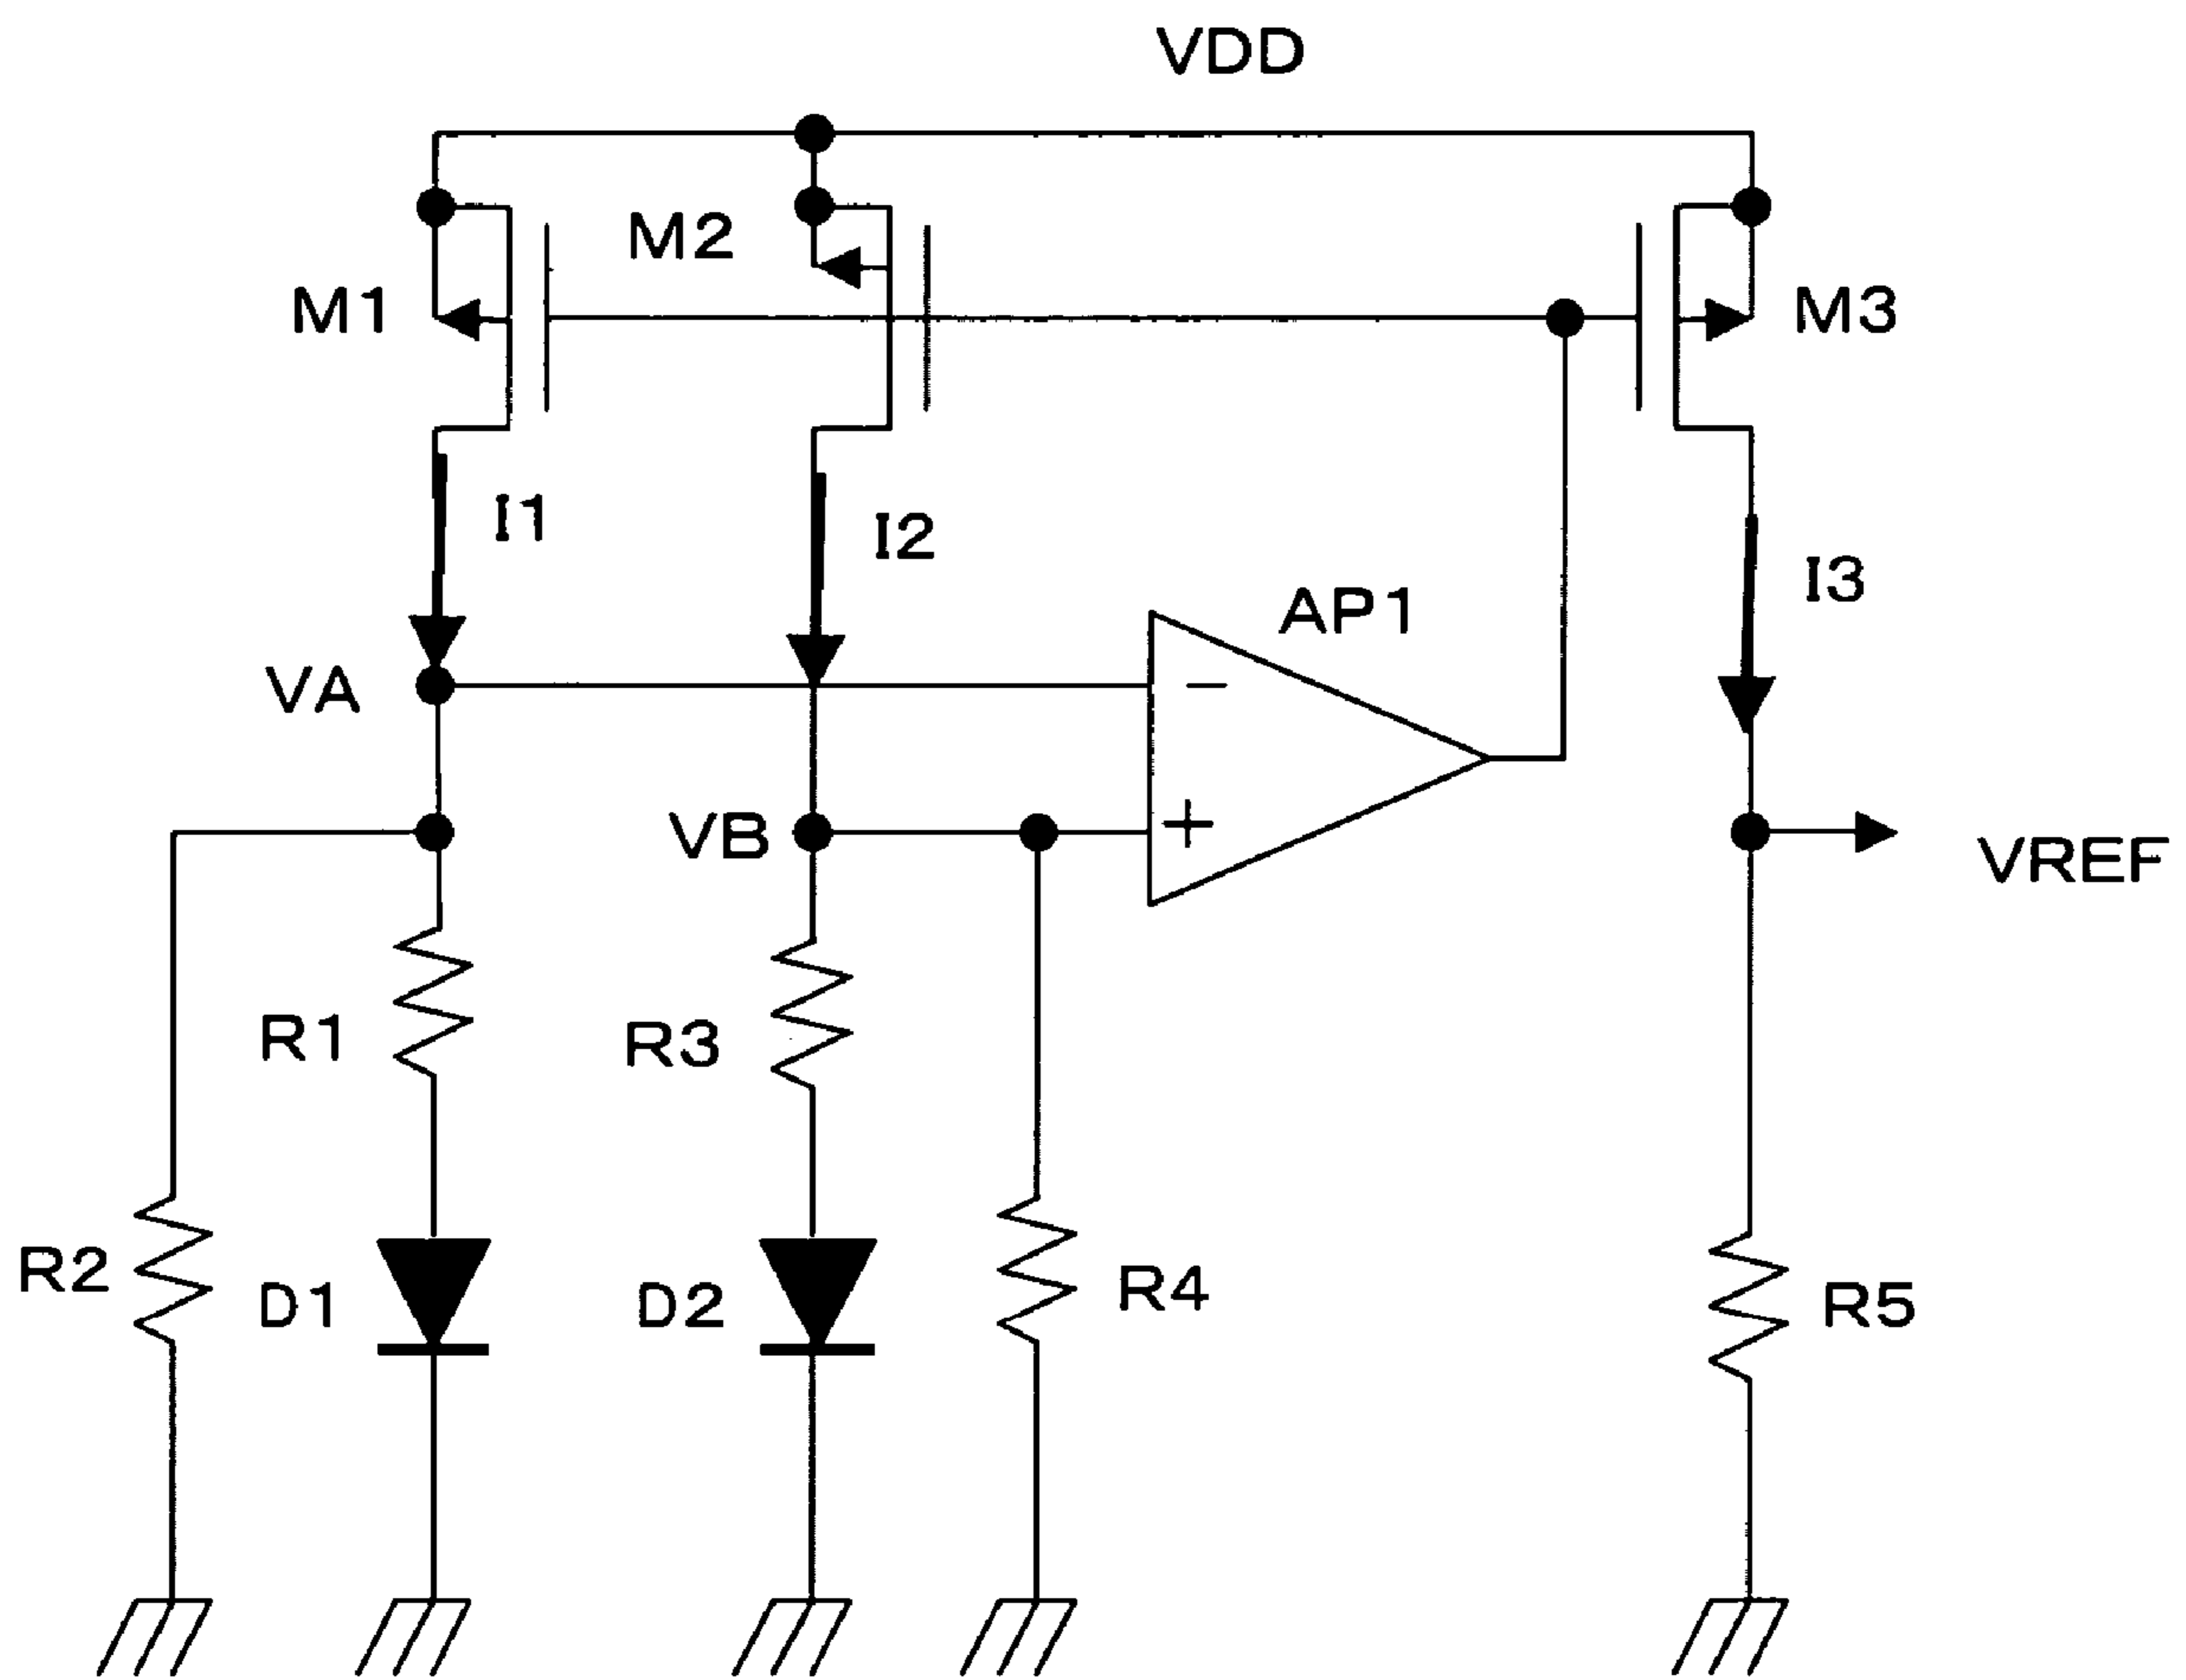 VDD
M2
M1
M3
I1
I2
I3
AP1
VA
−
VB
+
VREF
R1
R3
R2
D1
D2
R4
R5